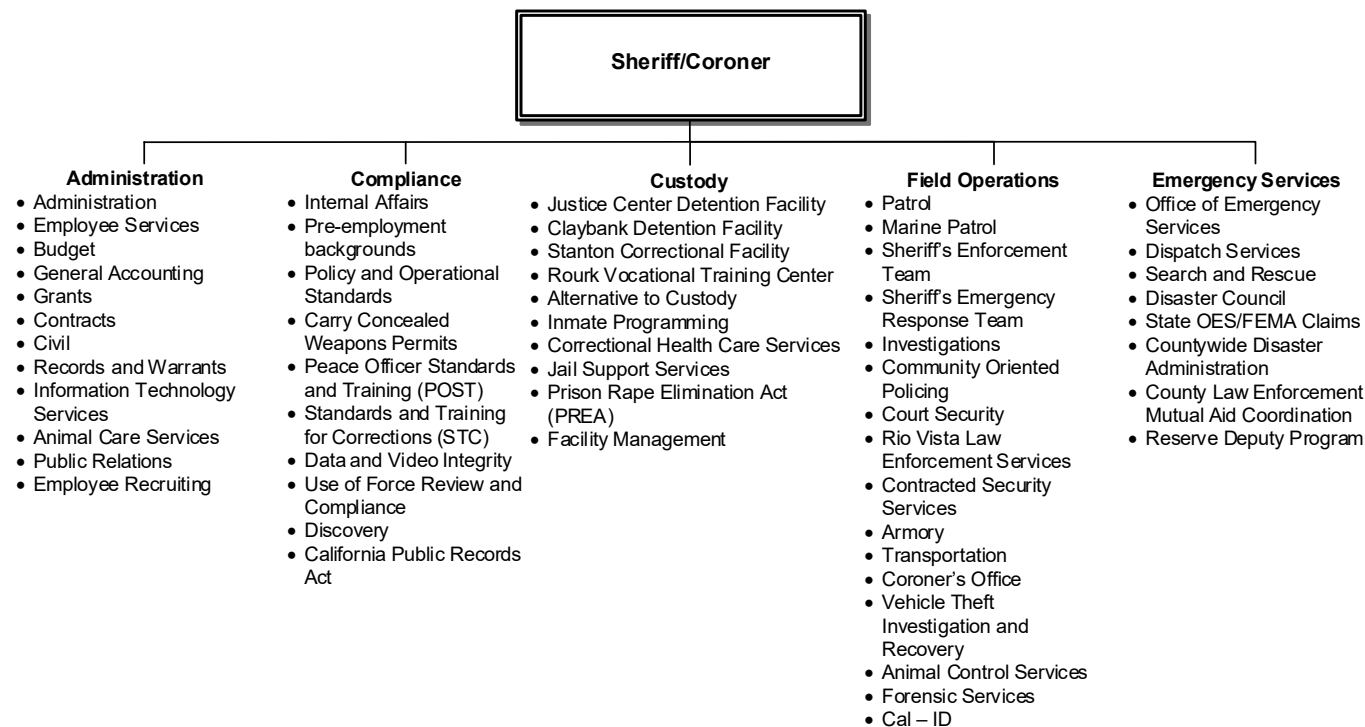 Sheriff/Coroner
Administration
• Administration
• Employee Services
• Budget
• General Accounting
• Grants
• Contracts
• Civil
• Records and Warrants
• Information Technology
Services
• Animal Care Services
• Public Relations
• Employee Recruiting
Compliance
• Internal Affairs
• Pre-employment
backgrounds
• Policy and Operational
Standards
• Carry Concealed
Weapons Permits
• Peace Officer Standards
and Training (POST)
• Standards and Training
for Corrections (STC)
• Data and Video Integrity
• Use of Force Review and
Compliance
• Discovery
• California Public Records
Act
Custody
• Justice Center Detention Facility
• Claybank Detention Facility
• Stanton Correctional Facility
• Rourk Vocational Training Center
• Alternative to Custody
• Inmate Programming
• Correctional Health Care Services
• Jail Support Services
• Prison Rape Elimination Act
(PREA)
• Facility Management
Field Operations
• Patrol
• Marine Patrol
• Sheriff’s Enforcement
Team
• Sheriff’s Emergency
Response Team
• Investigations
• Community Oriented
Policing
• Court Security
• Rio Vista Law
Enforcement Services
• Contracted Security
Services
• Armory
• Transportation
• Coroner’s Office
• Vehicle Theft
Investigation and
Recovery
• Animal Control Services
• Forensic Services
• Cal – ID
Emergency Services
• Office of Emergency
Services
• Dispatch Services
• Search and Rescue
• Disaster Council
• State OES/FEMA Claims
• Countywide Disaster
Administration
• County Law Enforcement
Mutual Aid Coordination
• Reserve Deputy Program